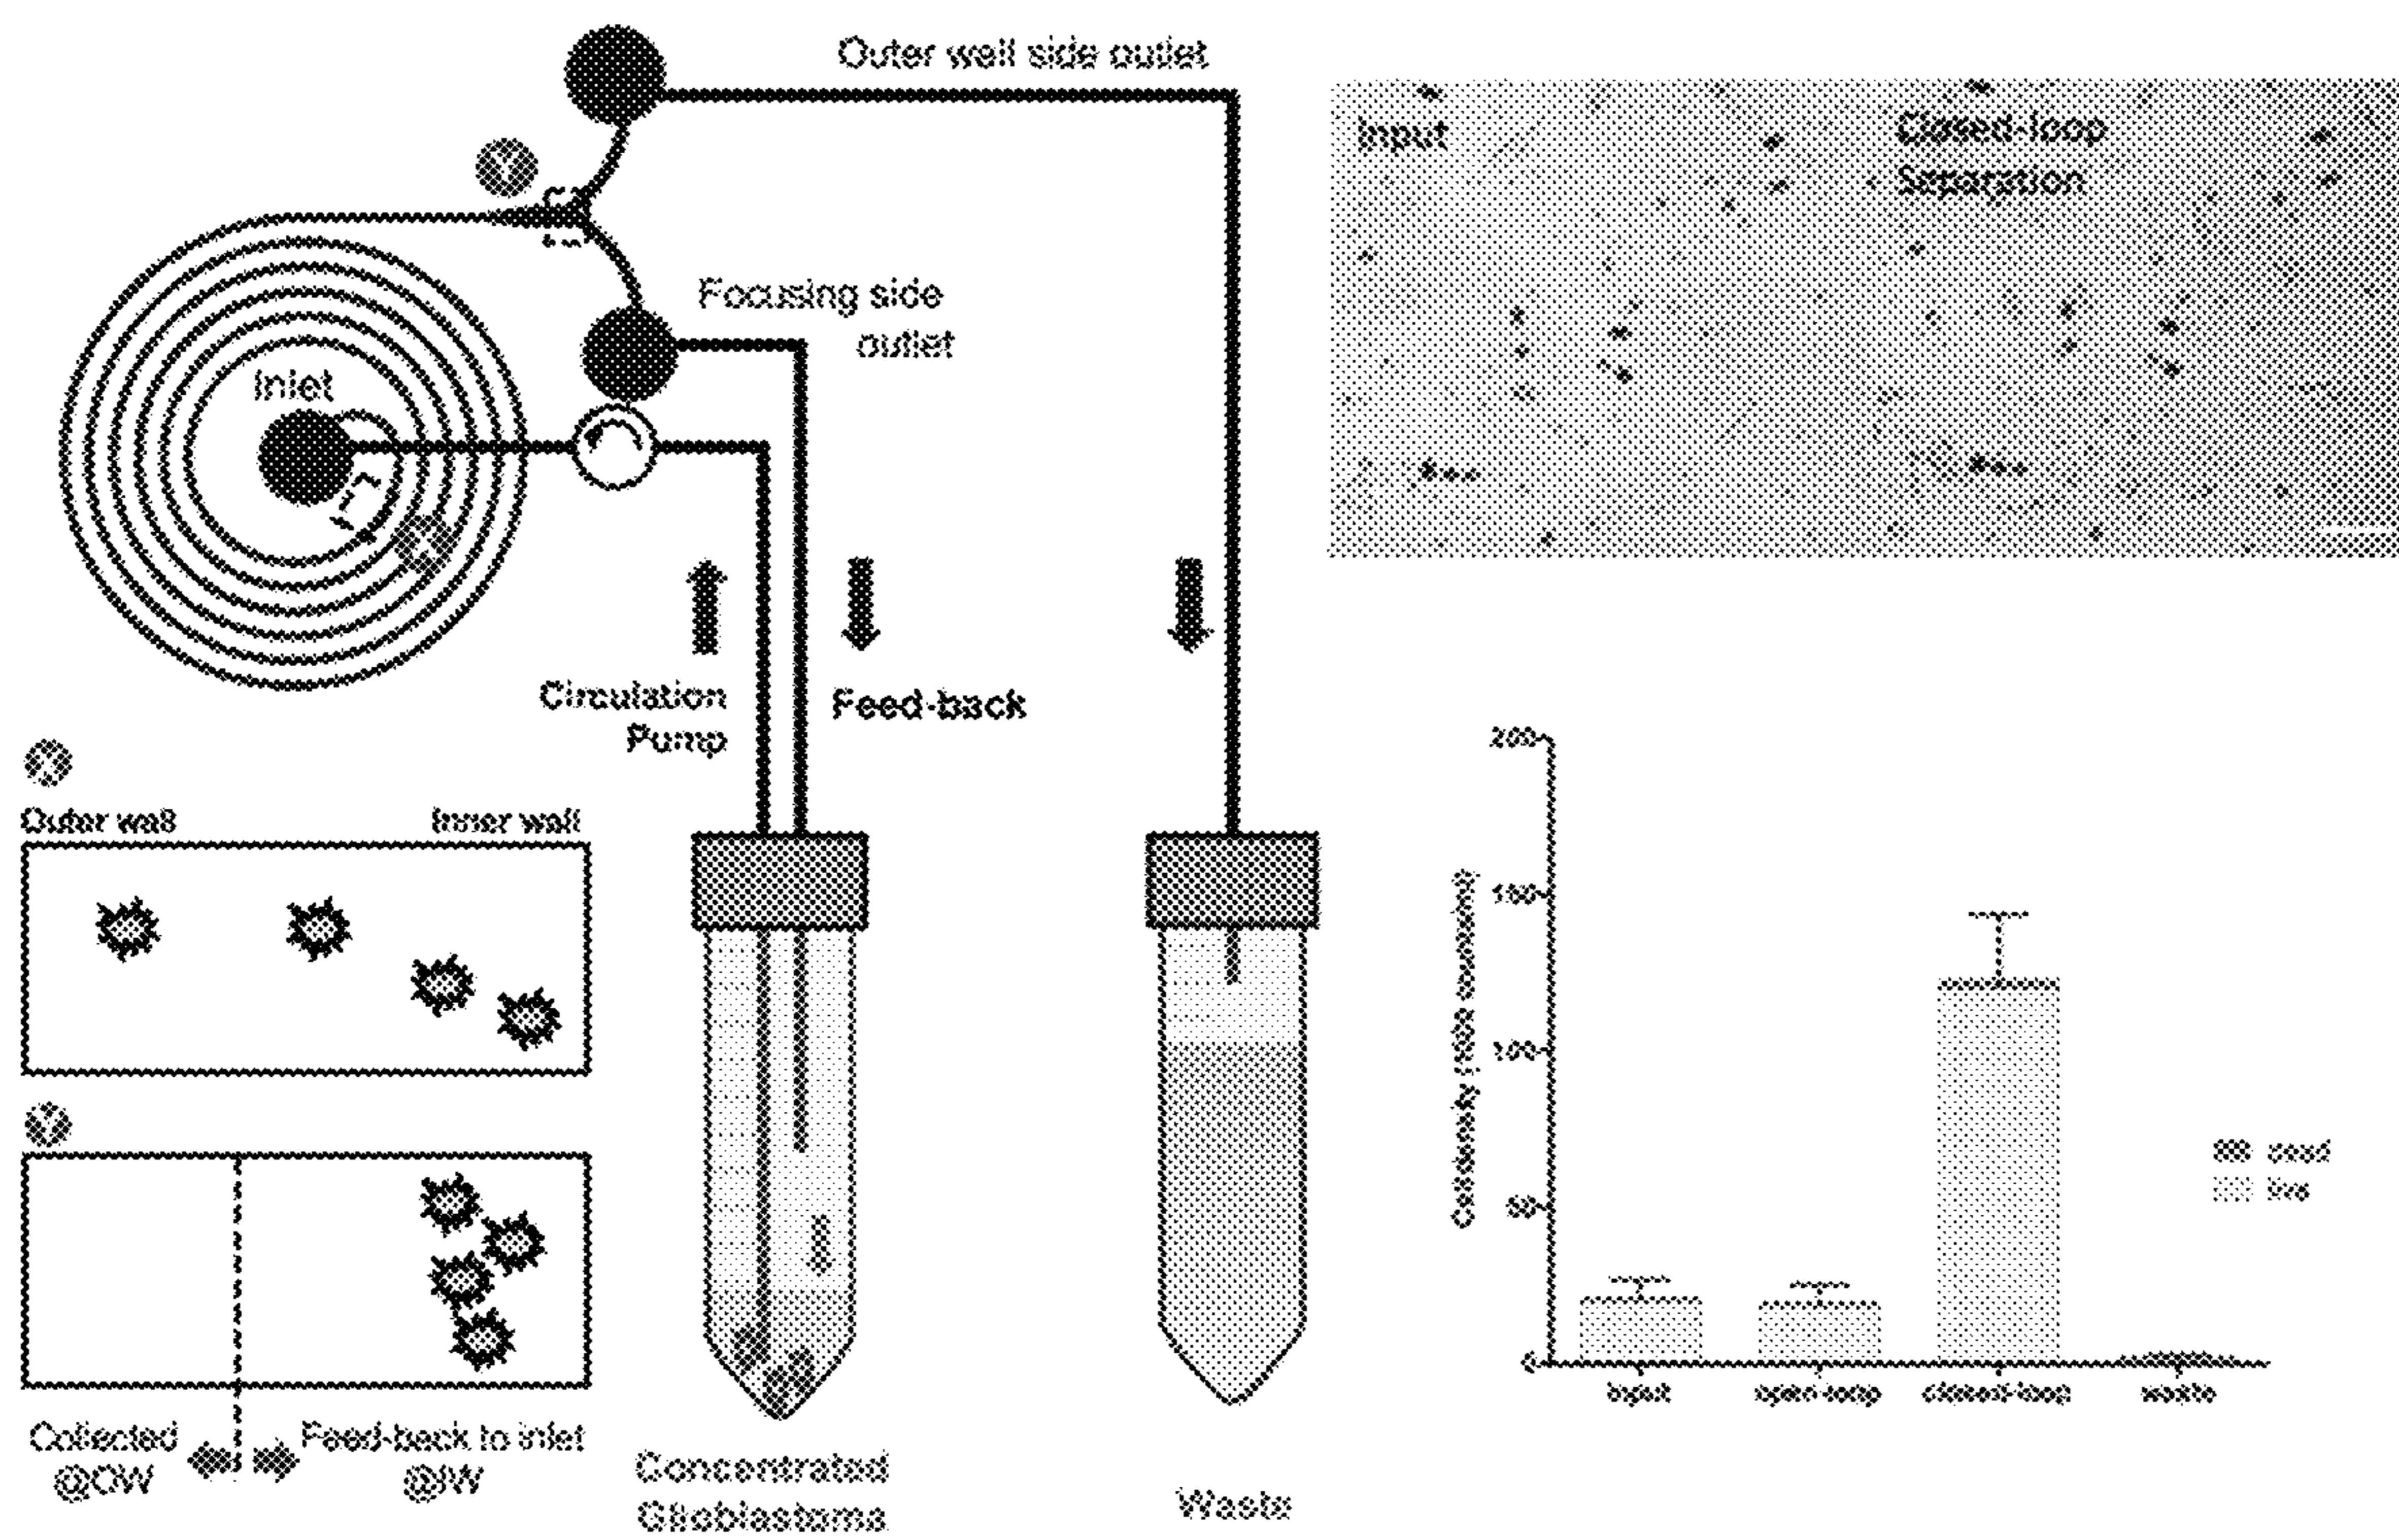 Outer wall side outlet
Input
Closed-loop
Separation
Y
Focusing side
outlet
Inlet
Circulation
Pump
Feed-back
Outer wall
Inner wall
Collected
@OW
Feed-back to inlet
@IW
Concentrated
Glioblastoma
Waste
200
150
100
50
0
input
open-loop
closed-loop
waste
dead
live